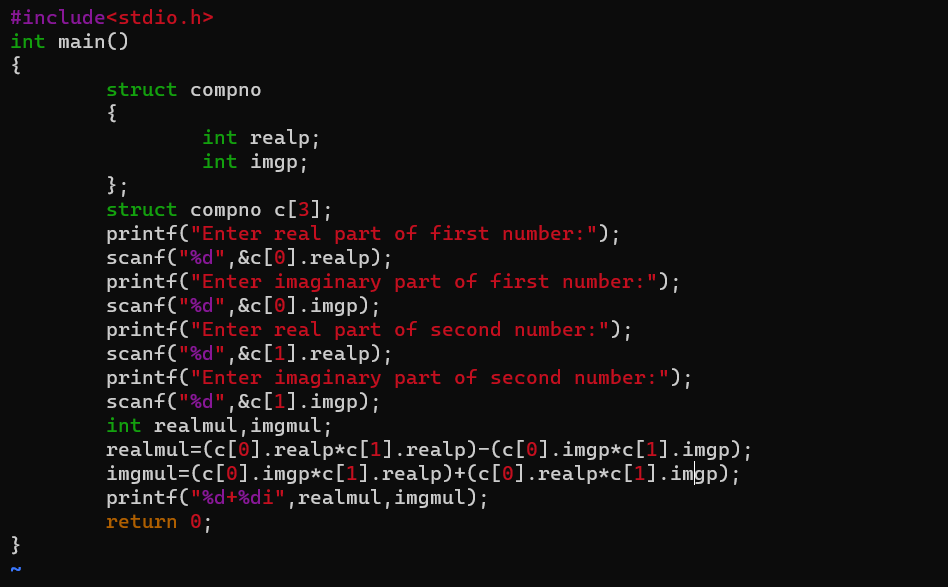 #include<stdio.h>
int main()
{
        struct compno
        {
                int realp;
                int imgp;
        };
        struct compno c[3];
        printf("Enter real part of first number:");
        scanf("%d",&c[0].realp);
        printf("Enter imaginary part of first number:");
        scanf("%d",&c[0].imgp);
        printf("Enter real part of second number:");
        scanf("%d",&c[1].realp);
        printf("Enter imaginary part of second number:");
        scanf("%d",&c[1].imgp);
        int realmul,imgmul;
        realmul=(c[0].realp*c[1].realp)-(c[0].imgp*c[1].imgp);
        imgmul=(c[0].imgp*c[1].realp)+(c[0].realp*c[1].imgp);
        printf("%d+%di",realmul,imgmul);
        return 0;
}
~